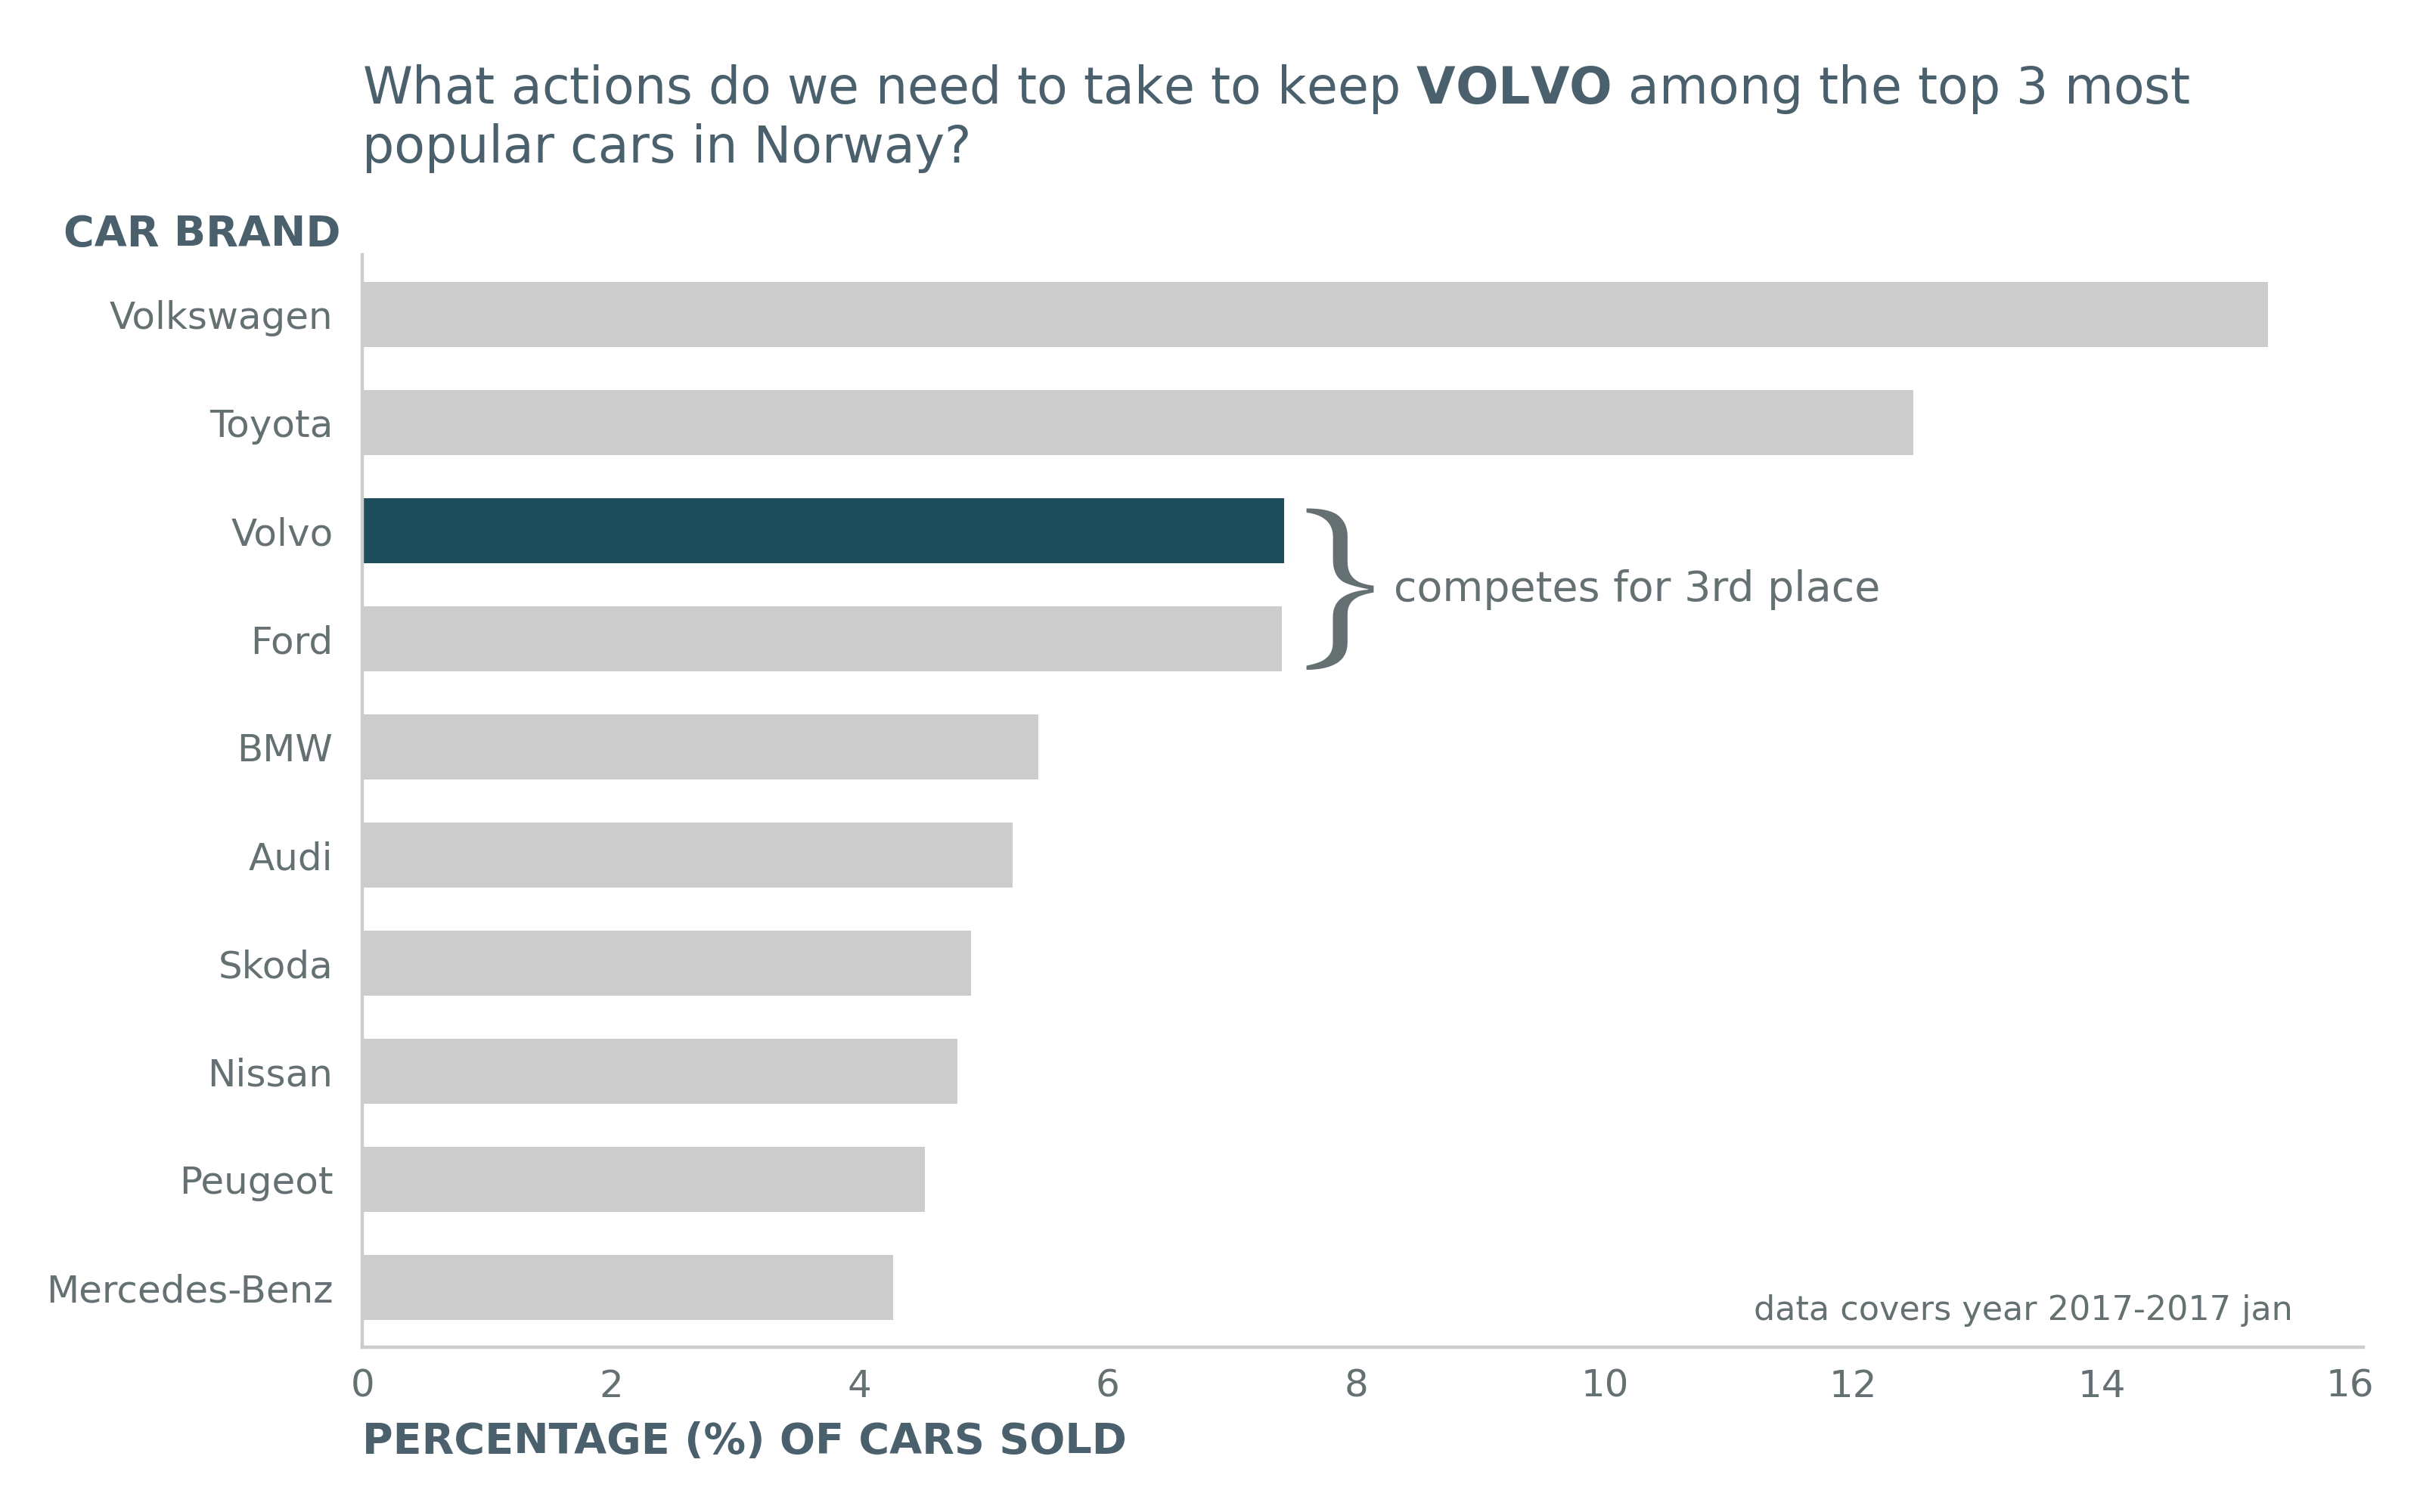 What actions do we need to take to keep VOLVO among the top 3 most
popular cars in Norway?
CAR BRAND
Volkswagen
Toyota
Volvo
competes for 3rd place
Ford
BMW
Audi
Skoda
Nissan
Peugeot
Mercedes-Benz
data covers year 2017-2017 jan
0 2 4 6 8 10 12 14 16
PERCENTAGE (%) OF CARS SOLD